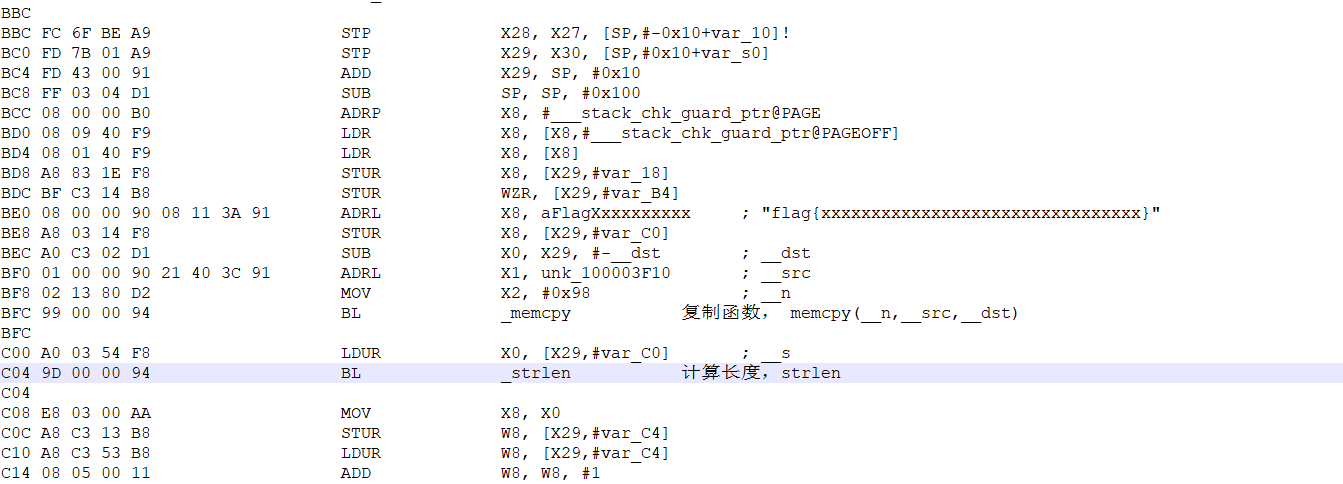 BBC
BBC FC 6F BE A9 STP X28, X27, [SP,#-0x10+var_10]!
BC0 FD 7B 01 A9 STP X29, X30, [SP,#0x10+var_s0]
BC4 FD 43 00 91 ADD X29, SP, #0x10
BC8 FF 03 04 D1 SUB SP, SP, #0x100
BCC 08 00 00 B0 ADRP X8, #___stack_chk_guard_ptr@PAGE
BD0 08 09 40 F9 LDR X8, [X8,#___stack_chk_guard_ptr@PAGEOFF]
BD4 08 01 40 F9 LDR X8, [X8]
BD8 A8 83 1E F8 STUR X8, [X29,#var_18]
BDC BF C3 14 B8 STUR WZR, [X29,#var_B4]
BE0 08 00 00 90 08 11 3A 91 ADRL X8, aFlagXxxxxxxxxx ; "flag{xxxxxxxxxxxxxxxxxxxxxxxxxxxxxxxx}"
BE8 A8 03 14 F8 STUR X8, [X29,#var_C0]
BEC A0 C3 02 D1 SUB X0, X29, #-__dst ; __dst
BF0 01 00 00 90 21 40 3C 91 ADRL X1, unk_100003F10 ; __src
BF8 02 13 80 D2 MOV X2, #0x98 ; __n
BFC 99 00 00 94 BL _memcpy 复制函数， memcpy(__n,__src,__dst)
BFC
C00 A0 03 54 F8 LDUR X0, [X29,#var_C0] ; __s
C04 9D 00 00 94 BL _strlen 计算长度，strlen
C04
C08 E8 03 00 AA MOV X8, X0
C0C A8 C3 13 B8 STUR W8, [X29,#var_C4]
C10 A8 C3 53 B8 LDUR W8, [X29,#var_C4]
C14 08 05 00 11 ADD W8, W8, #1